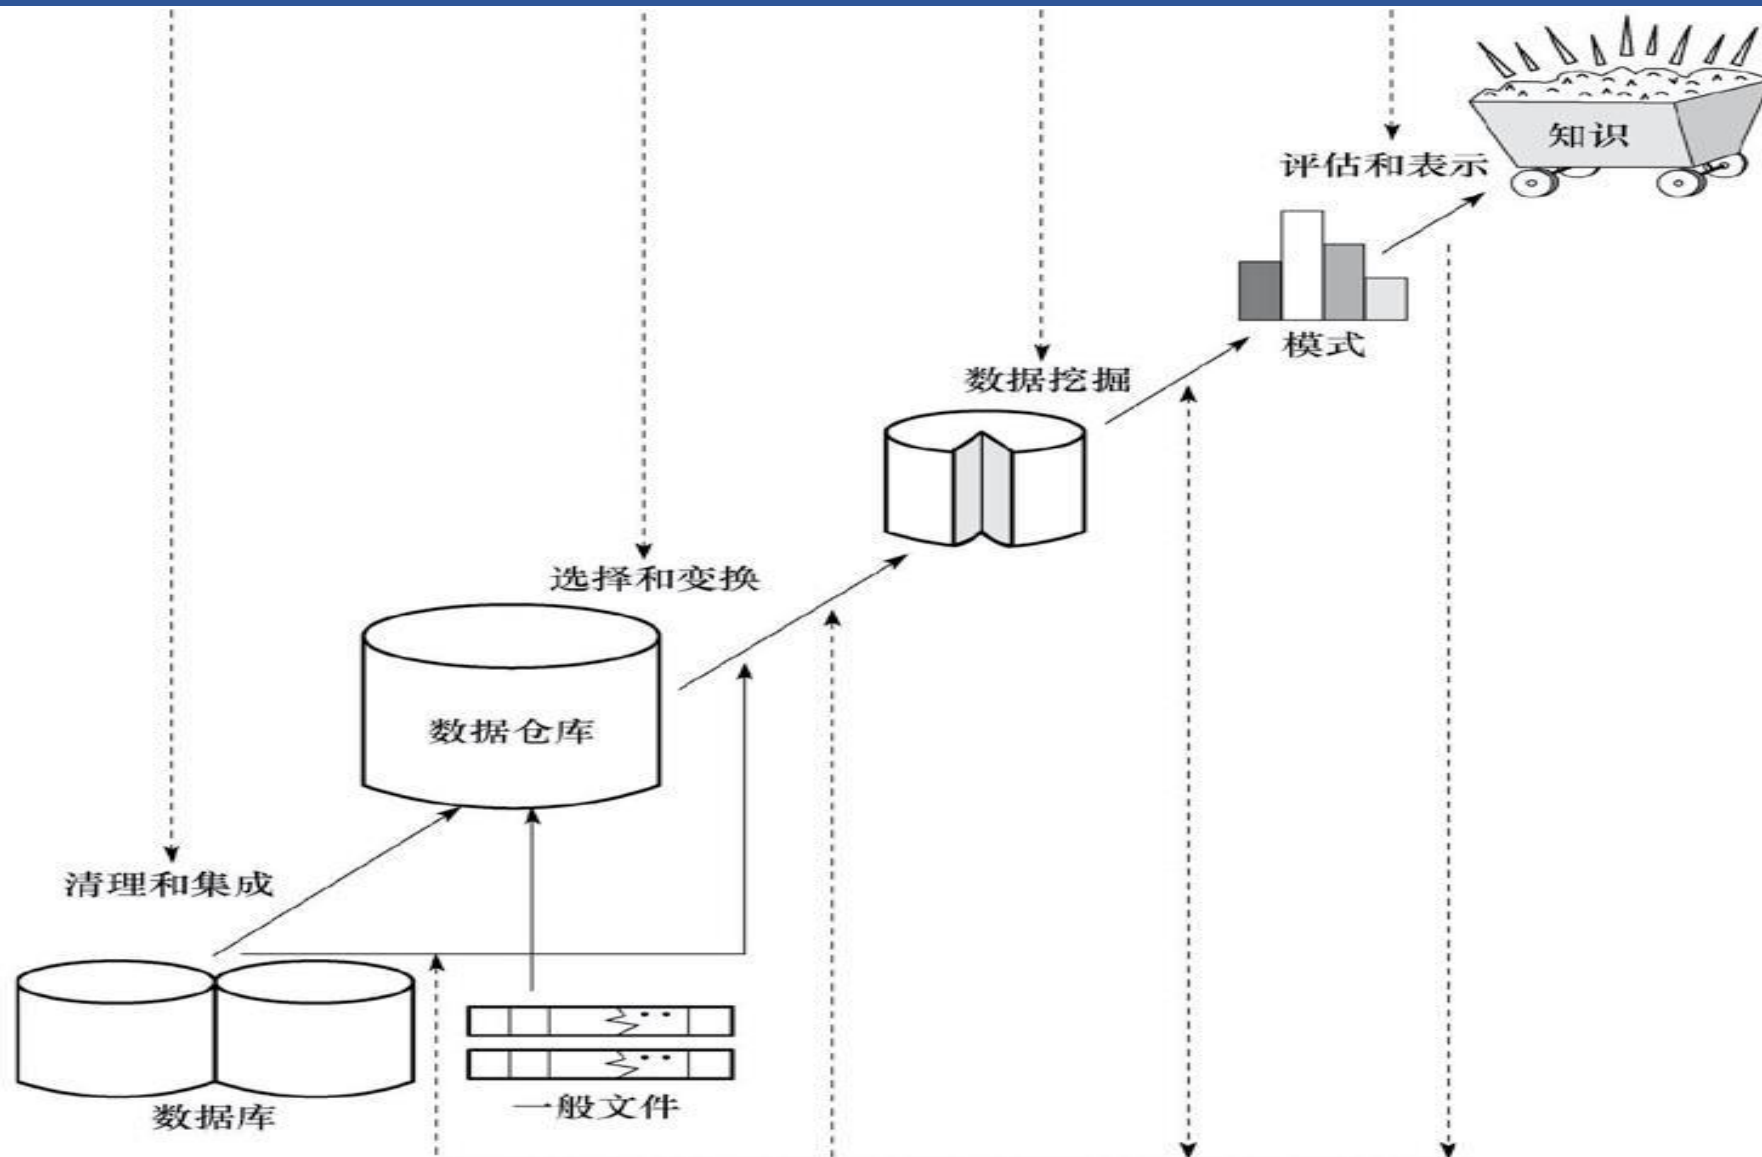 知识
评估和表示
模式
数据挖掘
选择和变换
数据仓库
清理和集成
数据库
一般文件